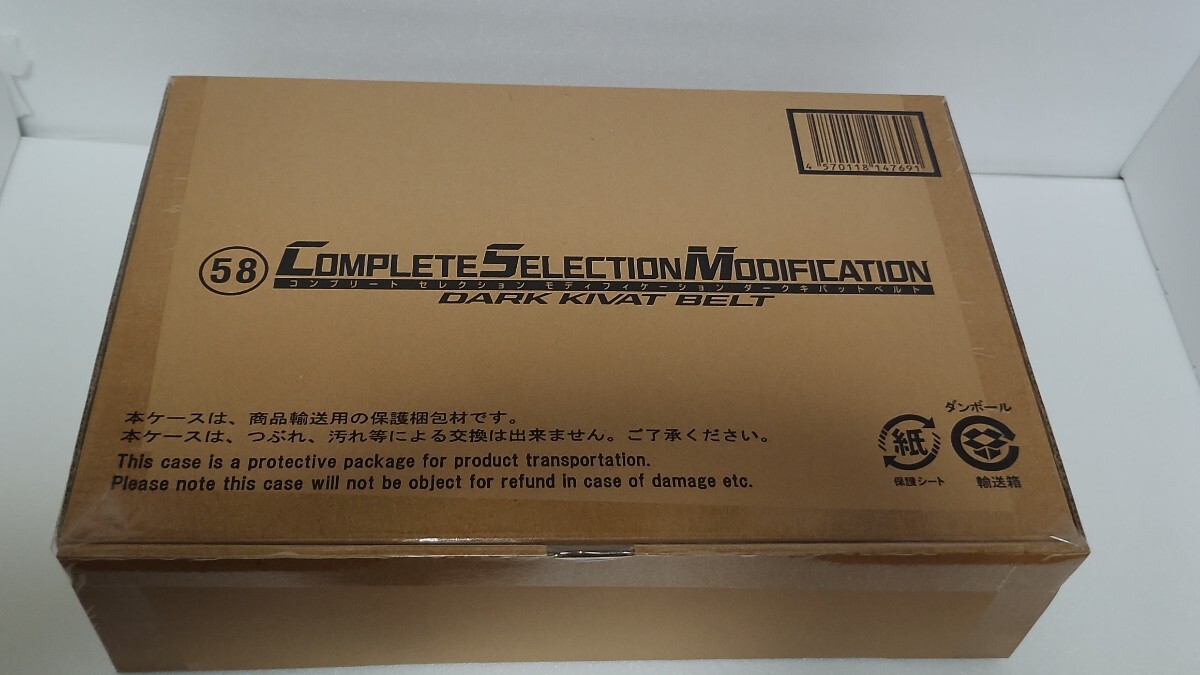 4 570118 147691
58 COMPLETE SELECTION MODIFICATION
コンプリート セレクション モディフィケーション ダークキバットベルト
DARK KIVAT BELT
本ケースは、商品輸送用の保護梱包材です。
本ケースは、つぶれ、汚れ等による交換は出来ません。ご了承ください。
This case is a protective package for product transportation.
Please note this case will not be object for refund in case of damage etc.
紙
保護シート
ダンボール
輸送箱